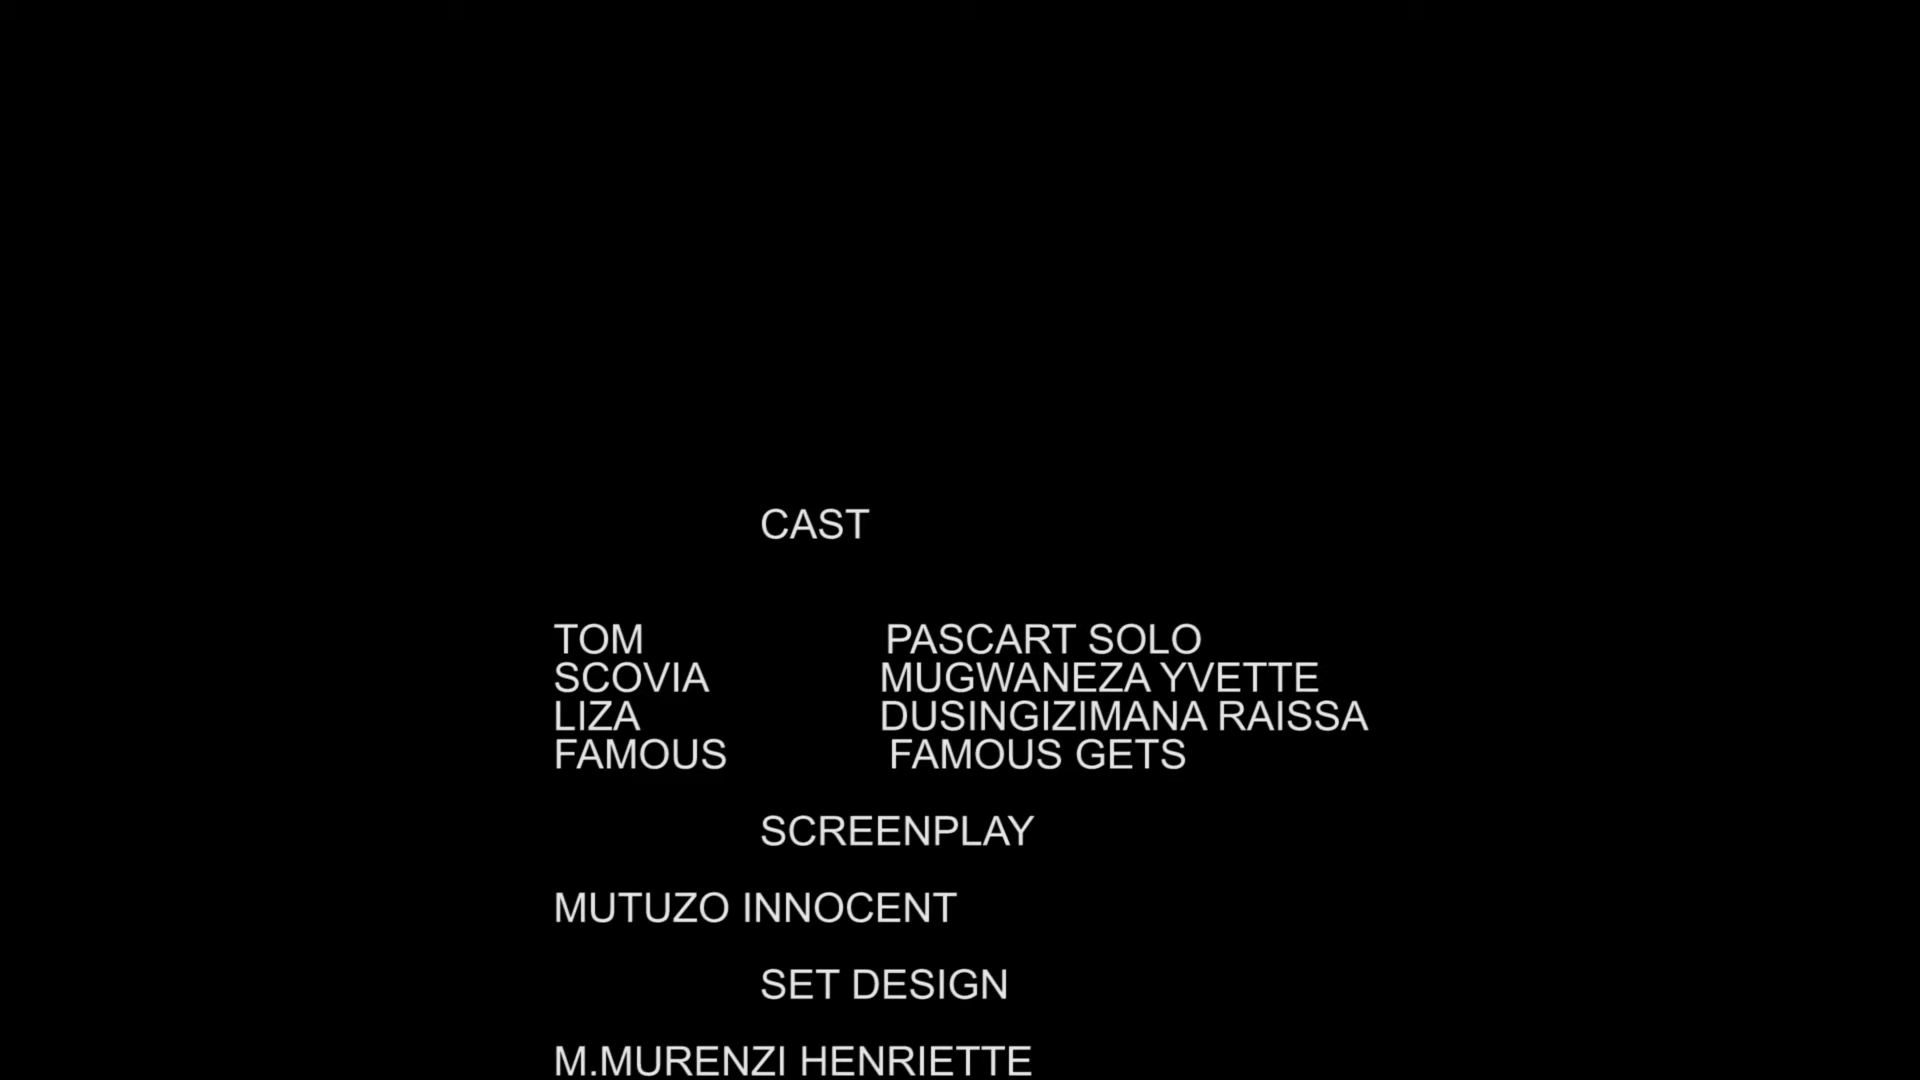 CAST
TOM PASCART SOLO
SCOVIA MUGWANEZA YVETTE
LIZA DUSINGIZIMANA RAISSA
FAMOUS FAMOUS GETS
SCREENPLAY
MUTUZO INNOCENT
SET DESIGN
M.MURENZI HENRIETTE